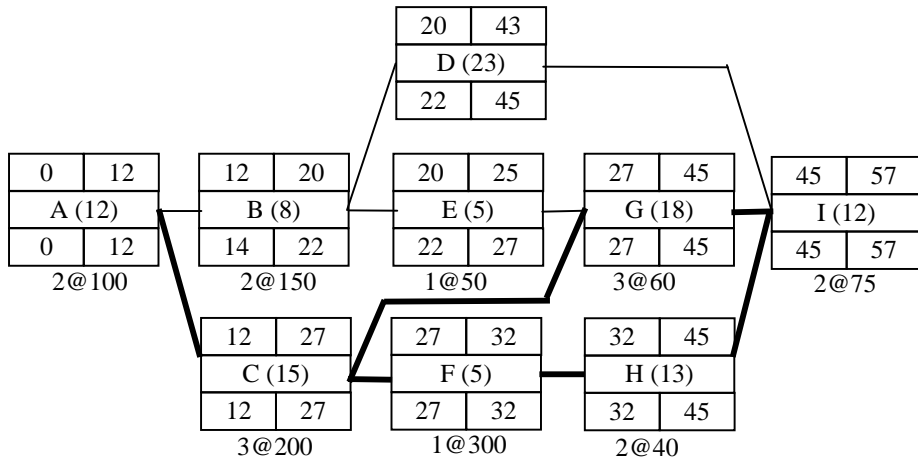 20 43
D (23)
22 45
0 12
A (12)
0 12
2@100
12 20
B (8)
14 22
2@150
20 25
E (5)
22 27
1@50
27 45
G (18)
27 45
3@60
45 57
I (12)
45 57
2@75
12 27
C (15)
12 27
3@200
27 32
F (5)
27 32
1@300
32 45
H (13)
32 45
2@40